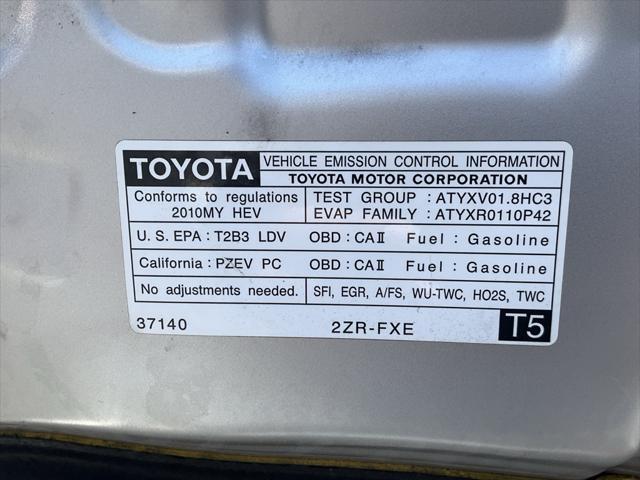 TOYOTA VEHICLE EMISSION CONTROL INFORMATION
TOYOTA MOTOR CORPORATION
Conforms to regulations TEST GROUP : ATYXV01.8HC3
2010MY HEV EVAP FAMILY : ATYXR0110P42
U.S. EPA : T2B3 LDV OBD : CAⅡ Fuel : Gasoline
California : PZEV PC OBD : CAⅡ Fuel : Gasoline
No adjustments needed. SFI, EGR, A/FS, WU-TWC, HO2S, TWC
37140 2ZR-FXE T5